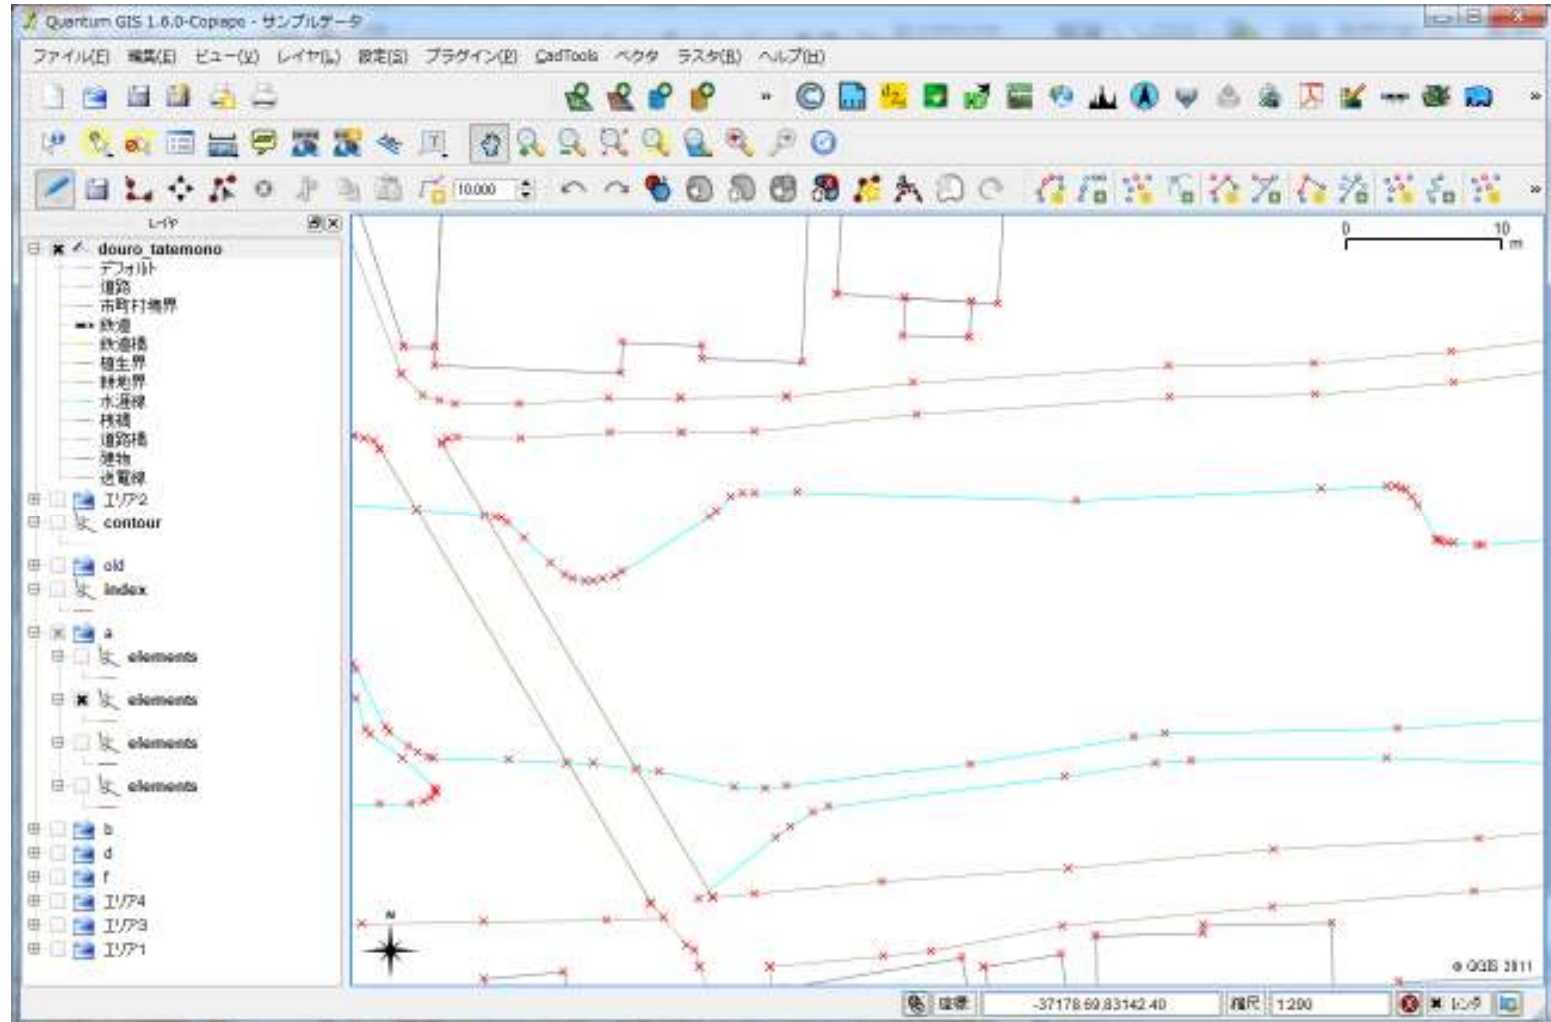 Quantum GIS 1.6.0-Copiapo - サンプルデータ
ファイル(F) 編集(E) ビュー(V) レイヤ(L) 設定(S) プラグイン(P) CadTools ベクタ ラスタ(R) ヘルプ(H)
10.000
レイヤ
douro_tatemono
デフォルト
道路
市町村境界
鉄道
鉄道橋
植生界
耕地界
水涯線
桟橋
道路橋
建物
送電線
エリア2
contour
old
index
a
elements
elements
elements
elements
b
d
f
エリア4
エリア3
エリア1
0 10
m
N
© QGIS 2011
座標 -37178.69,83142.40 縮尺 1:290 レンダ